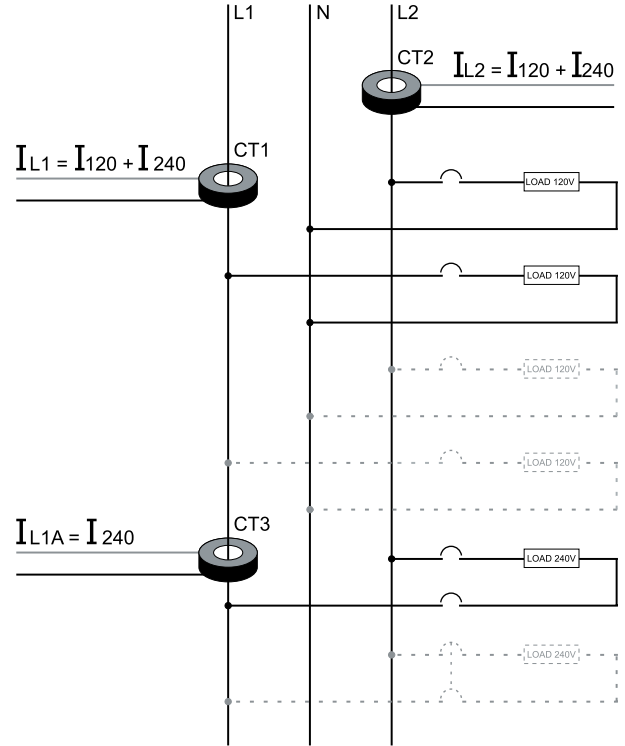 L1
N
L2
CT2
IL2 = I120 + I240
CT1
IL1 = I120 + I240
LOAD 120V
LOAD 120V
LOAD 120V
LOAD 120V
CT3
IL1A = I240
LOAD 240V
LOAD 240V